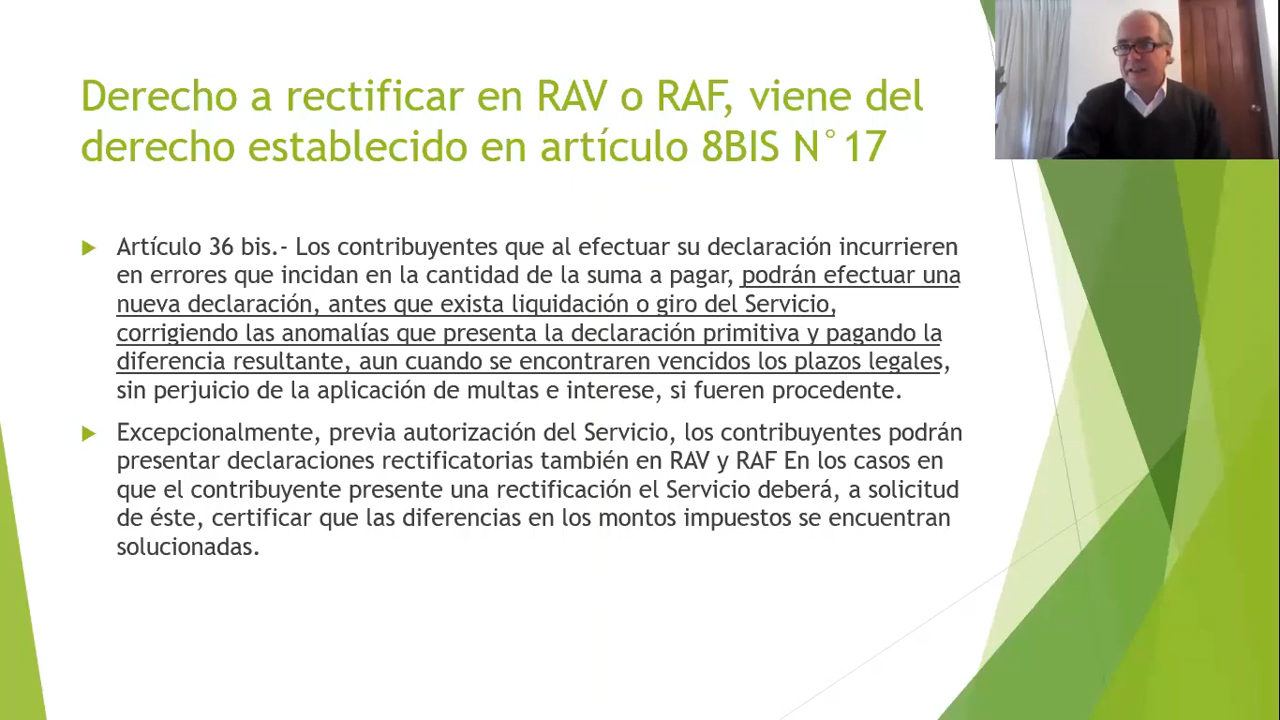 Derecho a rectificar en RAV o RAF, viene del
derecho establecido en artículo 8BIS N°17
Artículo 36 bis.- Los contribuyentes que al efectuar su declaración incurrieren
en errores que incidan en la cantidad de la suma a pagar, podrán efectuar una
nueva declaración, antes que exista liquidación o giro del Servicio,
corrigiendo las anomalías que presenta la declaración primitiva y pagando la
diferencia resultante, aun cuando se encontraren vencidos los plazos legales,
sin perjuicio de la aplicación de multas e interese, si fueren procedente.
Excepcionalmente, previa autorización del Servicio, los contribuyentes podrán
presentar declaraciones rectificatorias también en RAV y RAF En los casos en
que el contribuyente presente una rectificación el Servicio deberá, a solicitud
de éste, certificar que las diferencias en los montos impuestos se encuentran
solucionadas.